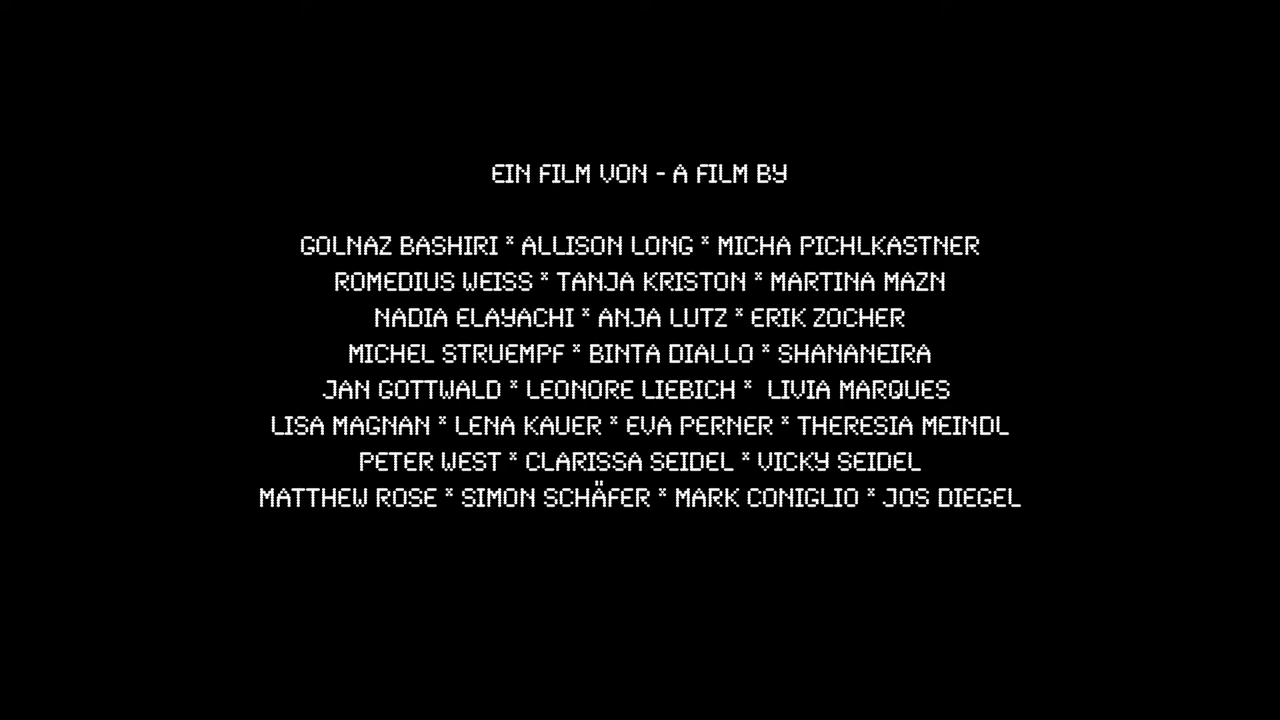 EIN FILM VON - A FILM BY
GOLNAZ BASHIRI * ALLISON LONG * MICHA PICHLKASTNER
ROMEDIUS WEISS * TANJA KRISTON * MARTINA MAZN
NADIA ELAYACHI * ANJA LUTZ * ERIK ZOCHER
MICHEL STRUEMPF * BINTA DIALLO * SHANANEIRA
JAN GOTTWALD * LEONORE LIEBICH * LIVIA MARQUES
LISA MAGNAN * LENA KAUER * EVA PERNER * THERESIA MEINDL
PETER WEST * CLARISSA SEIDEL * VICKY SEIDEL
MATTHEW ROSE * SIMON SCHÄFER * MARK CONIGLIO * JOS DIEGEL